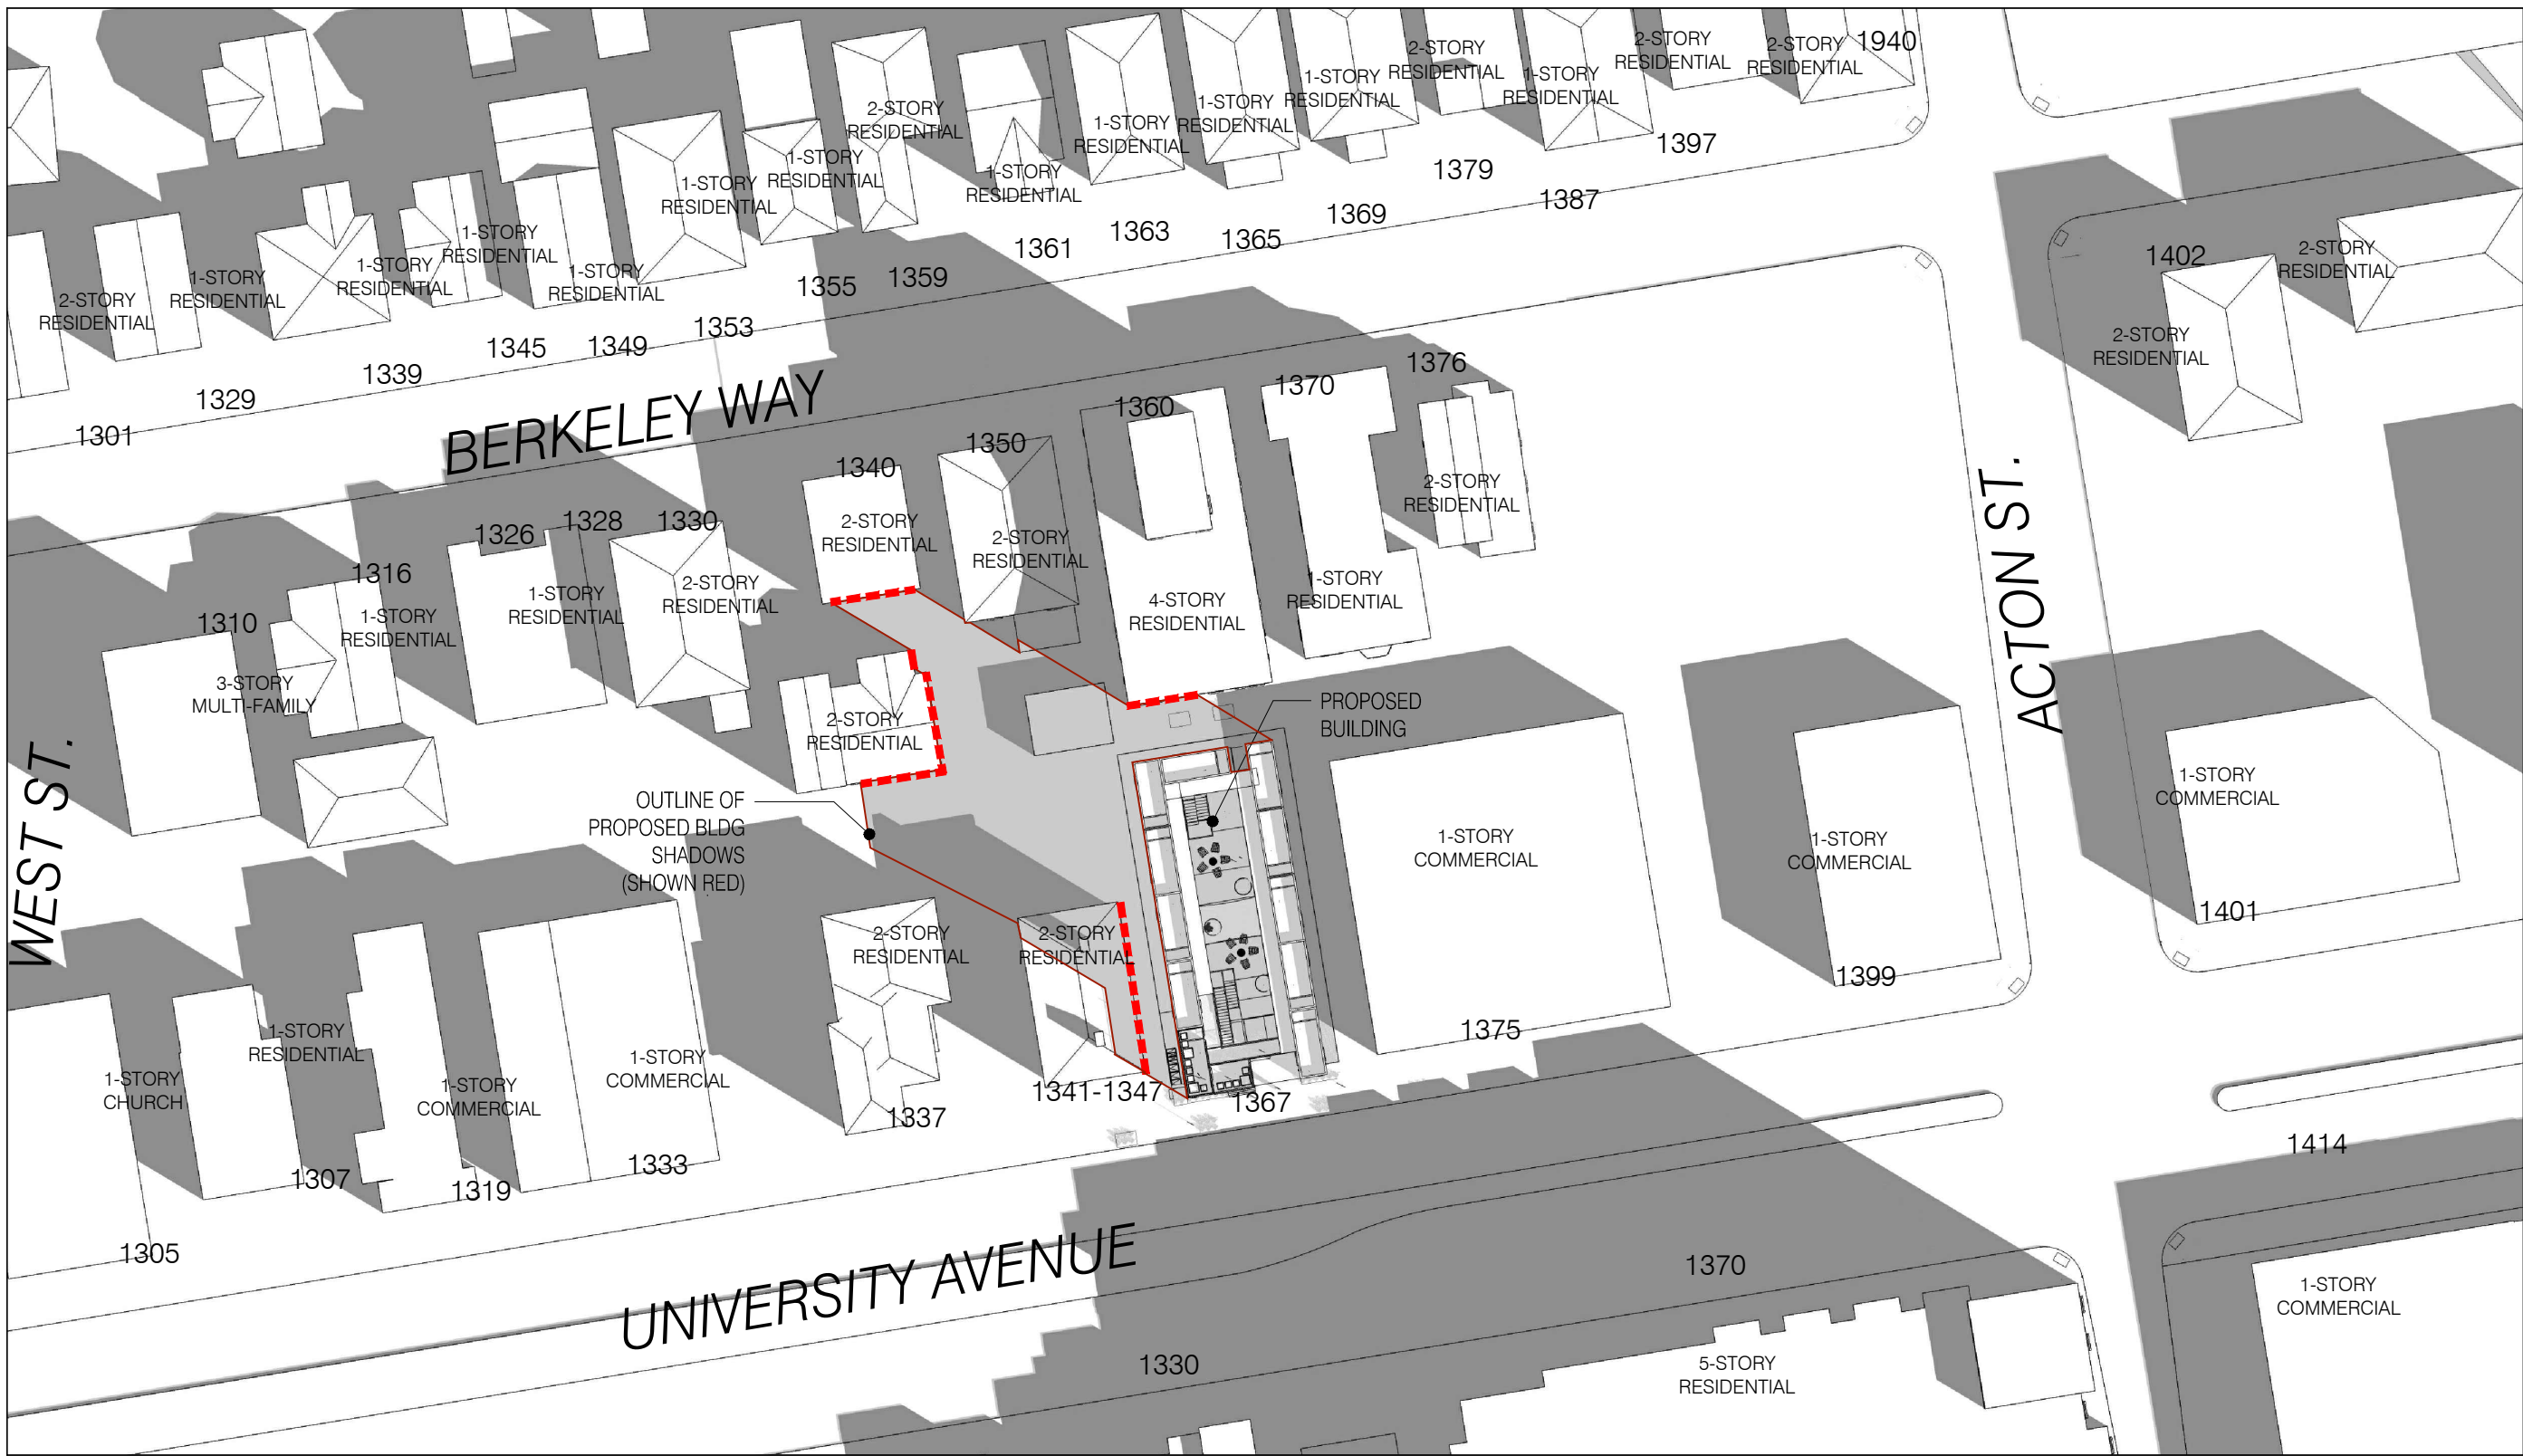 1940
2-STORY
RESIDENTIAL
2-STORY
RESIDENTIAL
2-STORY
RESIDENTIAL
1-STORY
RESIDENTIAL
1-STORY
RESIDENTIAL
1-STORY
RESIDENTIAL
1-STORY
RESIDENTIAL
2-STORY
RESIDENTIAL
1-STORY
RESIDENTIAL
1-STORY
RESIDENTIAL
1-STORY
RESIDENTIAL
1-STORY
RESIDENTIAL
1-STORY
RESIDENTIAL
1-STORY
RESIDENTIAL
1-STORY
RESIDENTIAL
2-STORY
RESIDENTIAL
1397
1379
1387
1369
1365
1363
1361
1359
1355
1353
1349
1345
1339
1329
1301
BERKELEY WAY
1402
2-STORY
RESIDENTIAL
2-STORY
RESIDENTIAL
1376
1370
1360
1350
1340
1330
1328
1326
1316
1310
2-STORY
RESIDENTIAL
1-STORY
RESIDENTIAL
4-STORY
RESIDENTIAL
2-STORY
RESIDENTIAL
2-STORY
RESIDENTIAL
2-STORY
RESIDENTIAL
1-STORY
RESIDENTIAL
1-STORY
RESIDENTIAL
3-STORY
MULTI-FAMILY
2-STORY
RESIDENTIAL
ACTON ST.
WEST ST.
PROPOSED
BUILDING
OUTLINE OF
PROPOSED BLDG
SHADOWS
(SHOWN RED)
1-STORY
COMMERCIAL
1-STORY
COMMERCIAL
1-STORY
COMMERCIAL
2-STORY
RESIDENTIAL
2-STORY
RESIDENTIAL
1-STORY
RESIDENTIAL
1-STORY
CHURCH
1-STORY
COMMERCIAL
1-STORY
COMMERCIAL
1401
1399
1375
1367
1341-1347
1337
1333
1319
1307
1305
UNIVERSITY AVENUE
1414
1370
1330
5-STORY
RESIDENTIAL
1-STORY
COMMERCIAL